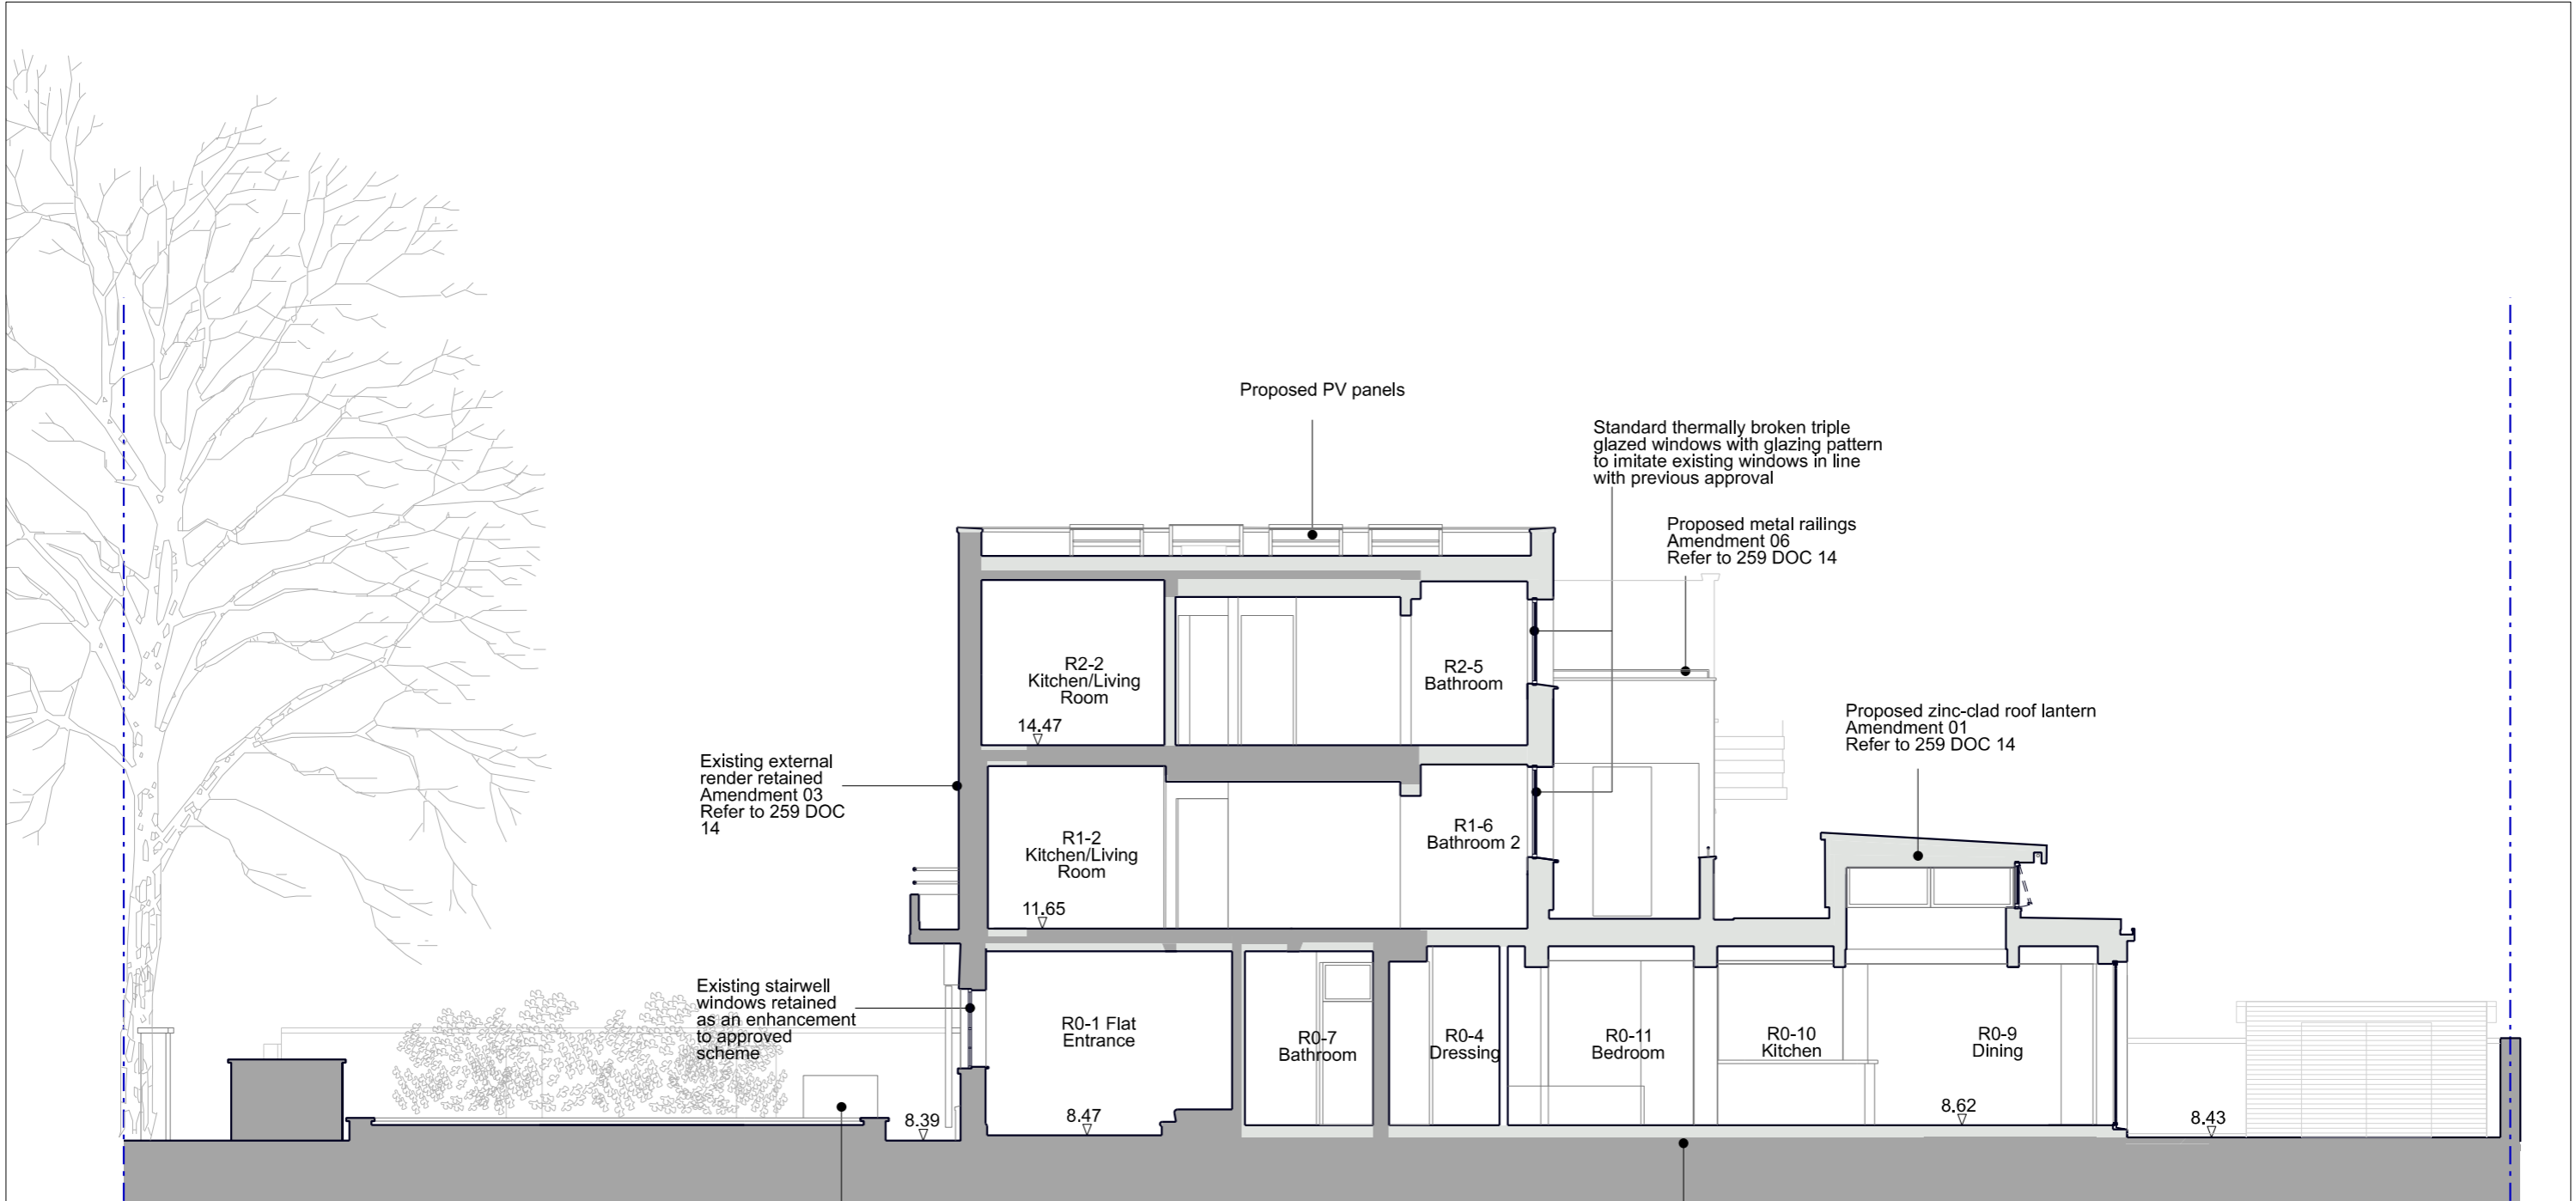 Proposed PV panels
Standard thermally broken triple
glazed windows with glazing pattern
to imitate existing windows in line
with previous approval
Proposed metal railings
Amendment 06
Refer to 259 DOC 14
R2-2
Kitchen/Living
Room
14.47
R2-5
Bathroom
Proposed zinc-clad roof lantern
Amendment 01
Refer to 259 DOC 14
Existing external
render retained
Amendment 03
Refer to 259 DOC
14
R1-2
Kitchen/Living
Room
11.65
R1-6
Bathroom 2
Existing stairwell
windows retained
as an enhancement
to approved
scheme
R0-1 Flat
Entrance
R0-7
Bathroom
R0-4
Dressing
R0-11
Bedroom
R0-10
Kitchen
R0-9
Dining
8.39
8.47
8.62
8.43